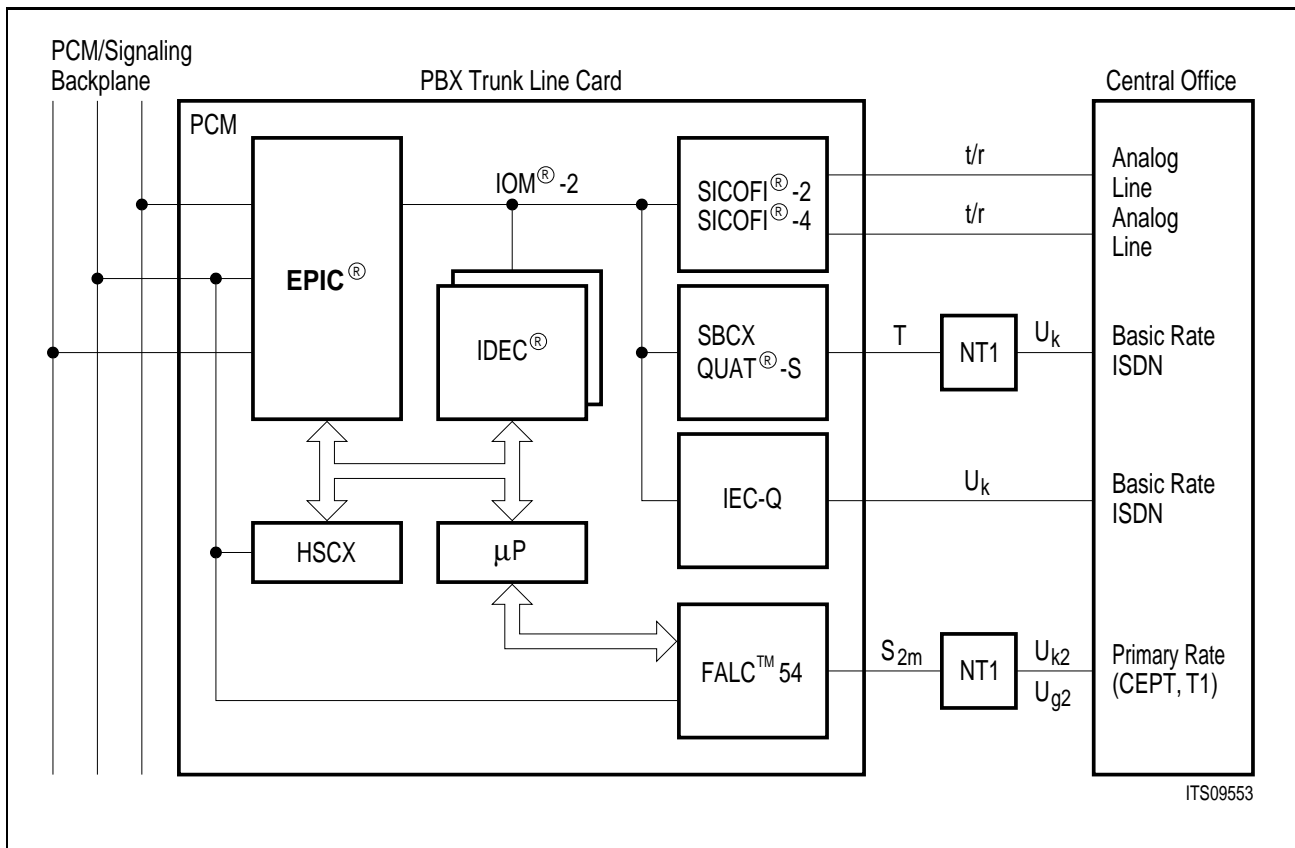 PCM/Signaling
Backplane
PBX Trunk Line Card
Central Office
PCM
EPIC®
IOM®-2
IDEC®
HSCX
µP
SICOFI®-2
SICOFI®-4
t/r
t/r
Analog
Line
Analog
Line
SBCX
QUAT®-S
T
NT1
Uk
Basic Rate
ISDN
IEC-Q
Uk
Basic Rate
ISDN
FALC™ 54
S2m
NT1
Uk2
Ug2
Primary Rate
(CEPT, T1)
ITS09553